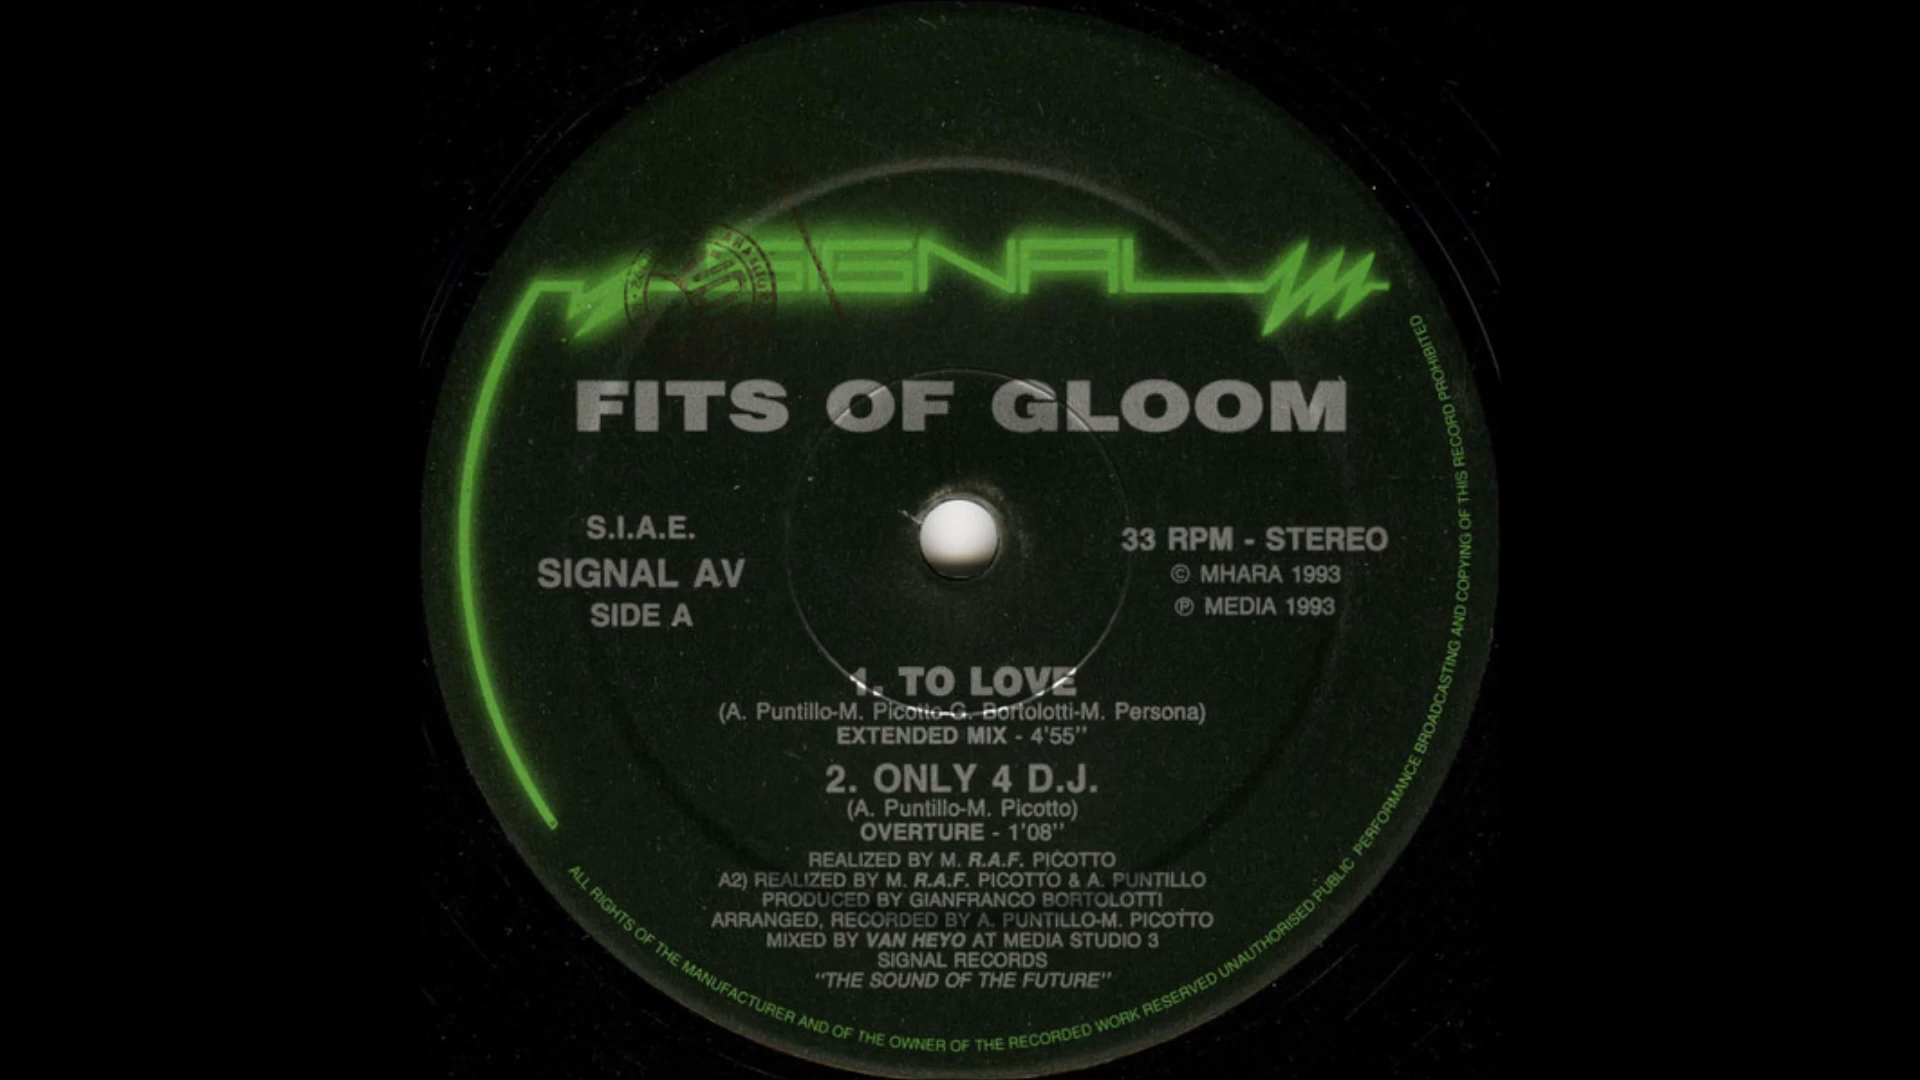 SIGNAL
FITS OF GLOOM
S.I.A.E.
SIGNAL AV
SIDE A
33 RPM - STEREO
© MHARA 1993
℗ MEDIA 1993
1. TO LOVE
(A. Puntillo-M. Picotto-G. Bortolotti-M. Persona)
EXTENDED MIX - 4'55''
2. ONLY 4 D.J.
(A. Puntillo-M. Picotto)
OVERTURE - 1'08''
REALIZED BY M. R.A.F. PICOTTO
A2) REALIZED BY M. R.A.F. PICOTTO & A. PUNTILLO
PRODUCED BY GIANFRANCO BORTOLOTTI
ARRANGED, RECORDED BY A. PUNTILLO-M. PICOTTO
MIXED BY VAN HEYO AT MEDIA STUDIO 3
SIGNAL RECORDS
"THE SOUND OF THE FUTURE"
ALL RIGHTS OF THE MANUFACTURER AND OF THE OWNER OF THE RECORDED WORK RESERVED UNAUTHORISED PUBLIC PERFORMANCE BROADCASTING AND COPYING OF THIS RECORD PROHIBITED